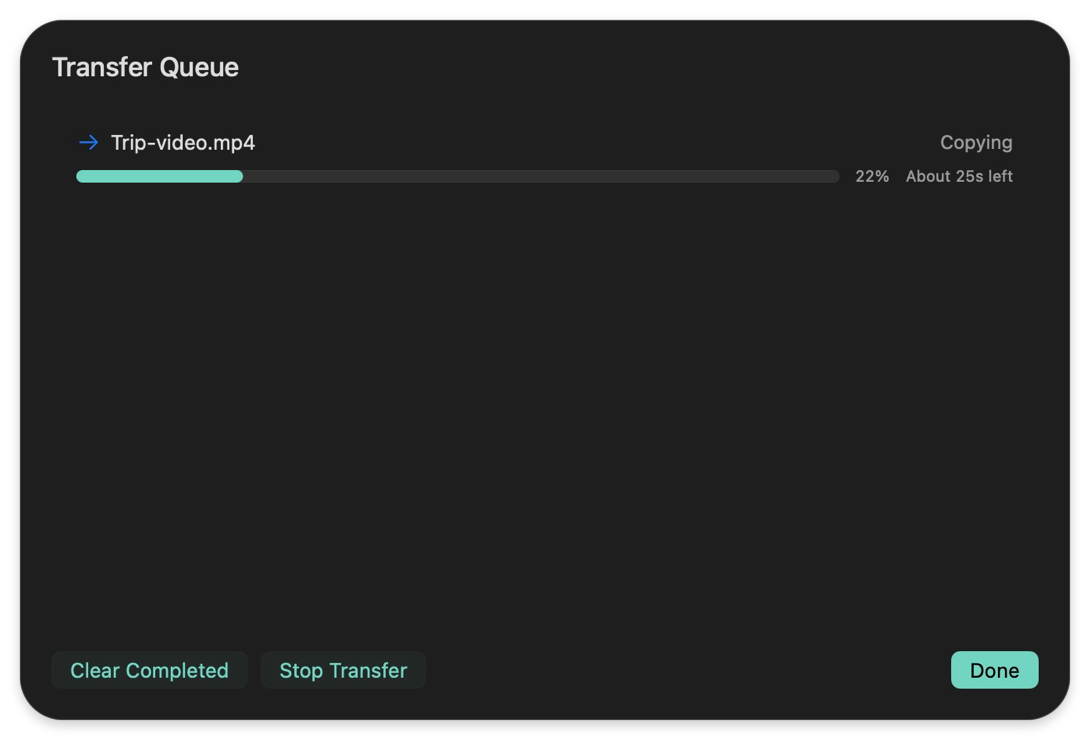 Transfer Queue
Trip-video.mp4 Copying
22% About 25s left
Clear Completed Stop Transfer Done